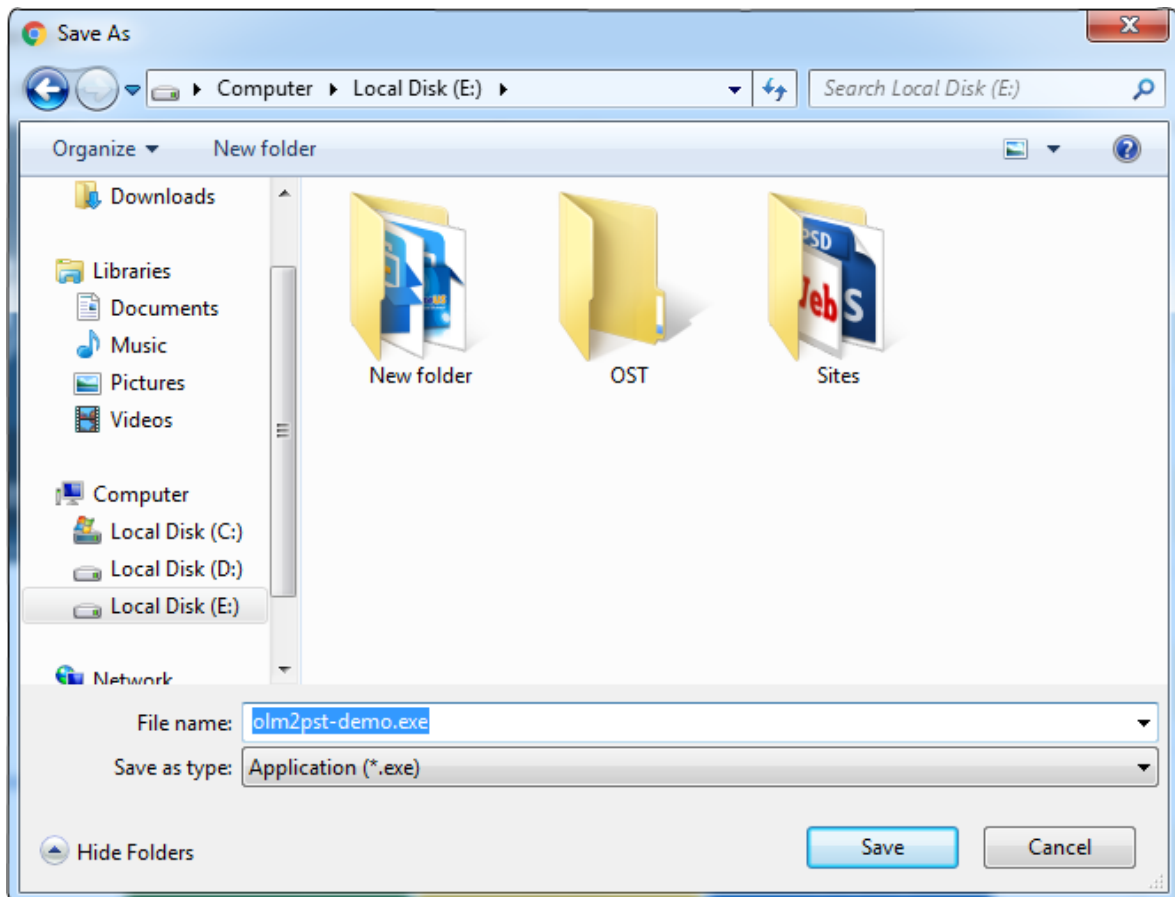 Save As
Computer Local Disk (E:)
Search Local Disk (E:)
Organize
New folder
Downloads
Libraries
Documents
Music
Pictures
Videos
Computer
Local Disk (C:)
Local Disk (D:)
Local Disk (E:)
Network
PSD
Web S
New folder
OST
Sites
File name: olm2pst-demo.exe
Save as type: Application (*.exe)
Hide Folders
Save
Cancel